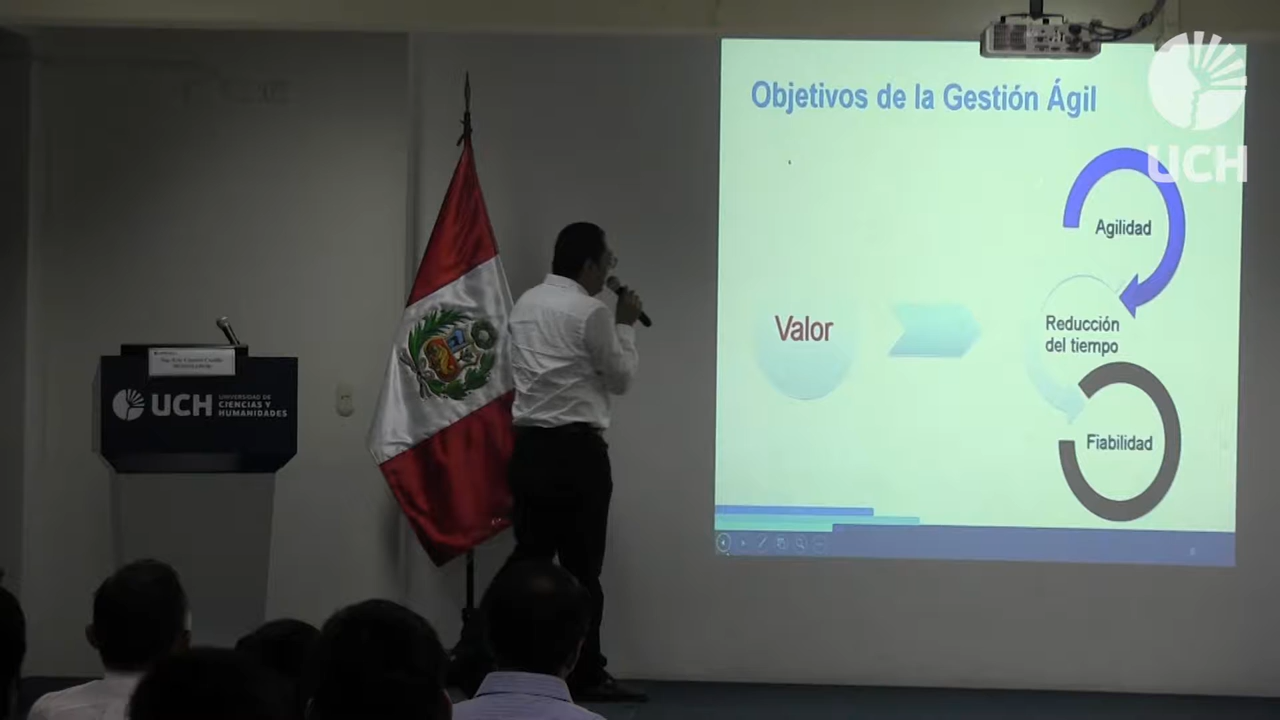 Objetivos de la Gestión Ágil
UCH
Agilidad
Valor
Reducción
del tiempo
Fiabilidad
UCH
UNIVERSIDAD DE
CIENCIAS Y
HUMANIDADES